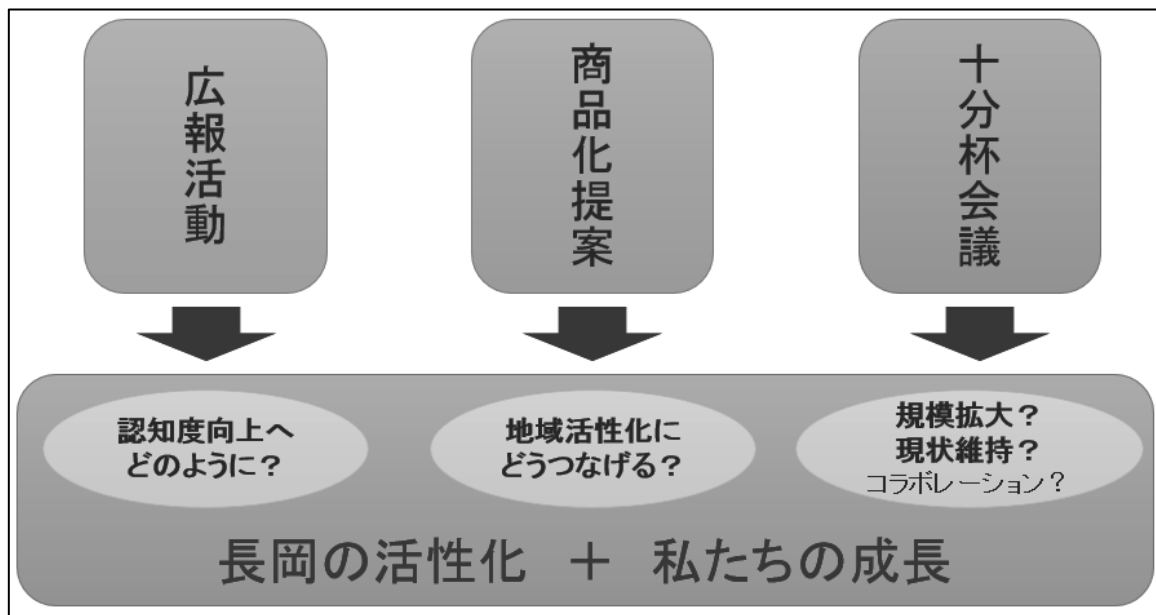 広報活動
商品化提案
十分杯会議
認知度向上へ
どのように？
地域活性化に
どうつなげる？
規模拡大？
現状維持？
コラボレーション？
長岡の活性化　＋　私たちの成長